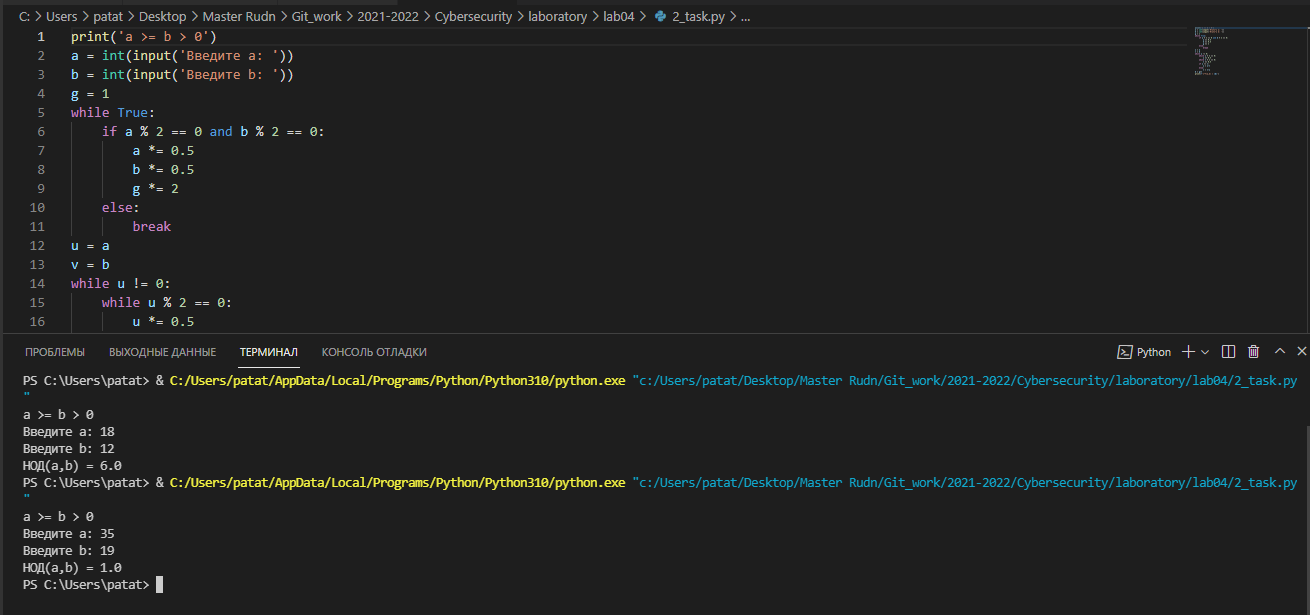 C: > Users > patat > Desktop > Master Rudn > Git_work > 2021-2022 > Cybersecurity > laboratory > lab04 > 2_task.py > ...
1 print('a >= b > 0')
2 a = int(input('Введите a: '))
3 b = int(input('Введите b: '))
4 g = 1
5 while True:
6     if a % 2 == 0 and b % 2 == 0:
7         a *= 0.5
8         b *= 0.5
9         g *= 2
10     else:
11         break
12 u = a
13 v = b
14 while u != 0:
15     while u % 2 == 0:
16         u *= 0.5
ПРОБЛЕМЫ ВЫХОДНЫЕ ДАННЫЕ ТЕРМИНАЛ КОНСОЛЬ ОТЛАДКИ Python
PS C:\Users\patat> & C:/Users/patat/AppData/Local/Programs/Python/Python310/python.exe "c:/Users/patat/Desktop/Master Rudn/Git_work/2021-2022/Cybersecurity/laboratory/lab04/2_task.py
"
a >= b > 0
Введите a: 18
Введите b: 12
НОД(a,b) = 6.0
PS C:\Users\patat> & C:/Users/patat/AppData/Local/Programs/Python/Python310/python.exe "c:/Users/patat/Desktop/Master Rudn/Git_work/2021-2022/Cybersecurity/laboratory/lab04/2_task.py
"
a >= b > 0
Введите a: 35
Введите b: 19
НОД(a,b) = 1.0
PS C:\Users\patat>